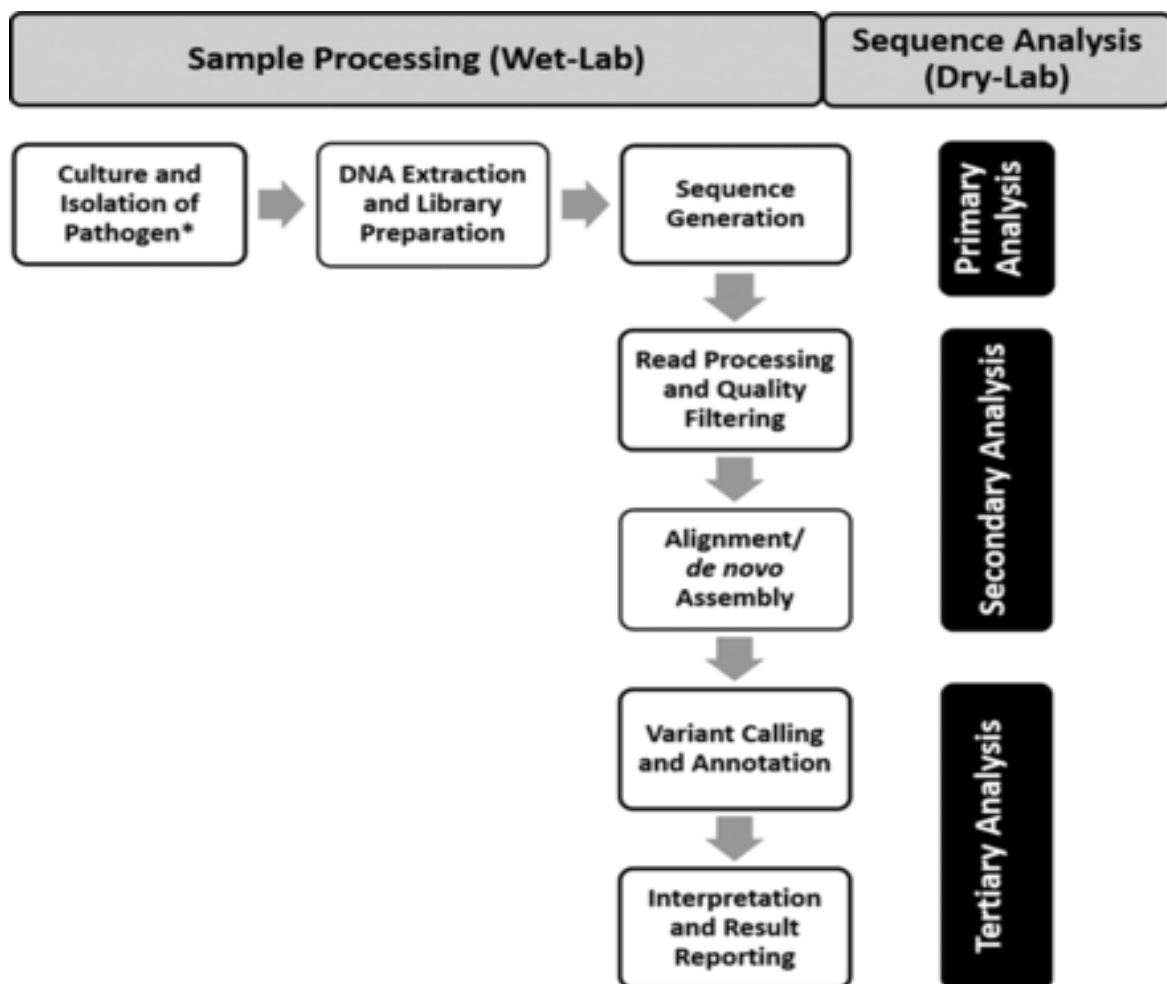 Sample Processing (Wet-Lab)
Sequence Analysis
(Dry-Lab)
Culture and
Isolation of
Pathogen*
DNA Extraction
and Library
Preparation
Sequence
Generation
Primary
Analysis
Read Processing
and Quality
Filtering
Alignment/
de novo
Assembly
Secondary Analysis
Variant Calling
and Annotation
Interpretation
and Result
Reporting
Tertiary Analysis